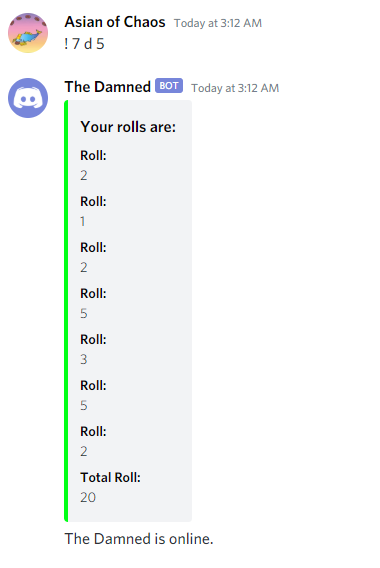 Asian of Chaos Today at 3:12 AM
! 7 d 5
The Damned BOT Today at 3:12 AM
Your rolls are:
Roll:
2
Roll:
1
Roll:
2
Roll:
5
Roll:
3
Roll:
5
Roll:
2
Total Roll:
20
The Damned is online.